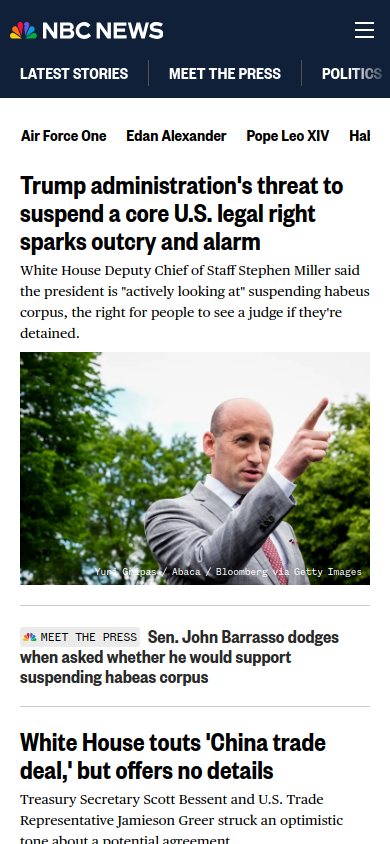 NBC NEWS
LATEST STORIES MEET THE PRESS POLITICS
Air Force One Edan Alexander Pope Leo XIV
Trump administration's threat to
suspend a core U.S. legal right
sparks outcry and alarm
White House Deputy Chief of Staff Stephen Miller said
the president is "actively looking at" suspending habeus
corpus, the right for people to see a judge if they're
detained.
Yuri Gripas / Abaca / Bloomberg via Getty Images
MEET THE PRESS Sen. John Barrasso dodges
when asked whether he would support
suspending habeas corpus
White House touts 'China trade
deal,' but offers no details
Treasury Secretary Scott Bessent and U.S. Trade
Representative Jamieson Greer struck an optimistic
tone about a potential agreement